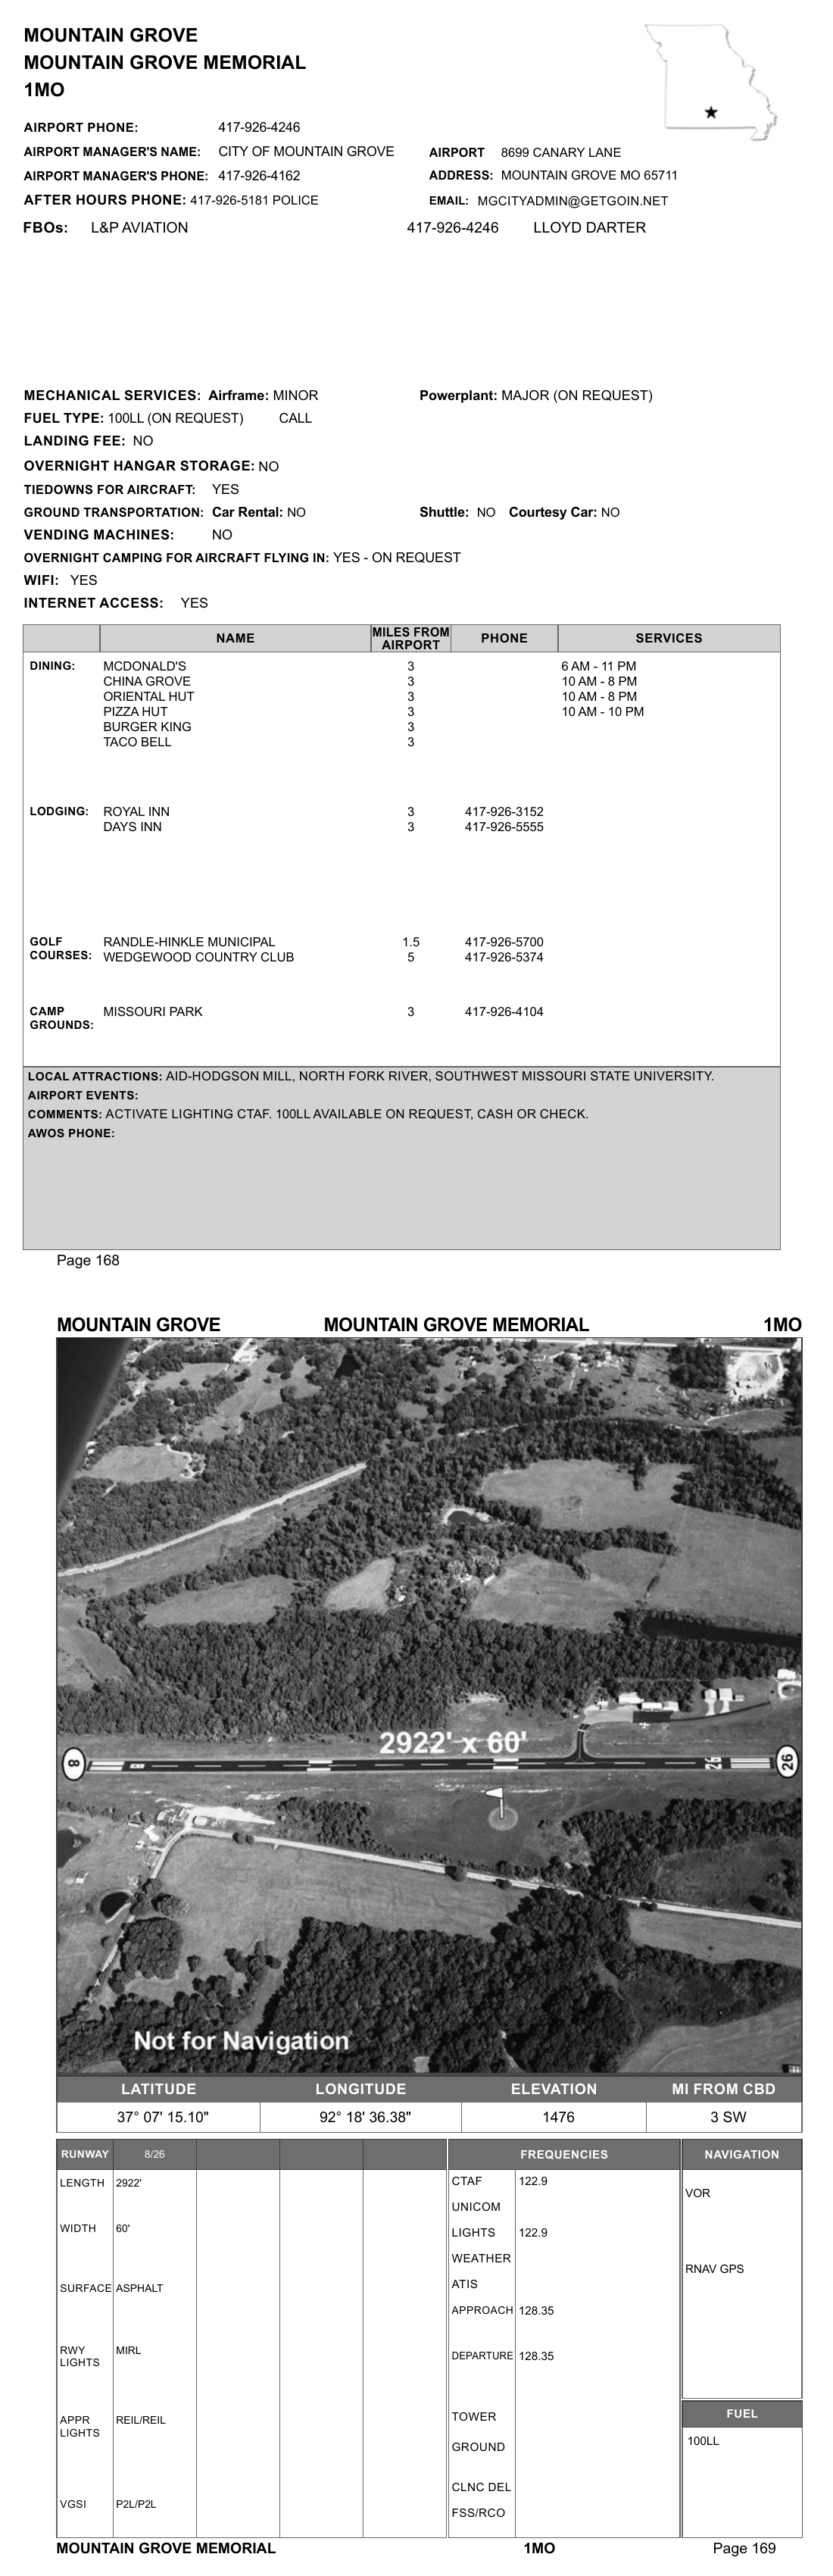 MOUNTAIN GROVE
MOUNTAIN GROVE MEMORIAL
1MO
AIRPORT PHONE: 417-926-4246
AIRPORT MANAGER'S NAME: CITY OF MOUNTAIN GROVE AIRPORT 8699 CANARY LANE
AIRPORT MANAGER'S PHONE: 417-926-4162 ADDRESS: MOUNTAIN GROVE MO 65711
AFTER HOURS PHONE: 417-926-5181 POLICE EMAIL: MGCITYADMIN@GETGOIN.NET
FBOs: L&P AVIATION 417-926-4246 LLOYD DARTER
MECHANICAL SERVICES: Airframe: MINOR Powerplant: MAJOR (ON REQUEST)
FUEL TYPE: 100LL (ON REQUEST) CALL
LANDING FEE: NO
OVERNIGHT HANGAR STORAGE: NO
TIEDOWNS FOR AIRCRAFT: YES
GROUND TRANSPORTATION: Car Rental: NO Shuttle: NO Courtesy Car: NO
VENDING MACHINES: NO
OVERNIGHT CAMPING FOR AIRCRAFT FLYING IN: YES - ON REQUEST
WIFI: YES
INTERNET ACCESS: YES
NAME MILES FROM AIRPORT PHONE SERVICES
DINING: MCDONALD'S 3 6 AM - 11 PM
CHINA GROVE 3 10 AM - 8 PM
ORIENTAL HUT 3 10 AM - 8 PM
PIZZA HUT 3 10 AM - 10 PM
BURGER KING 3
TACO BELL 3
LODGING: ROYAL INN 3 417-926-3152
DAYS INN 3 417-926-5555
GOLF RANDLE-HINKLE MUNICIPAL 1.5 417-926-5700
COURSES: WEDGEWOOD COUNTRY CLUB 5 417-926-5374
CAMP MISSOURI PARK 3 417-926-4104
GROUNDS:
LOCAL ATTRACTIONS: AID-HODGSON MILL, NORTH FORK RIVER, SOUTHWEST MISSOURI STATE UNIVERSITY.
AIRPORT EVENTS:
COMMENTS: ACTIVATE LIGHTING CTAF. 100LL AVAILABLE ON REQUEST, CASH OR CHECK.
AWOS PHONE:
Page 168
MOUNTAIN GROVE MOUNTAIN GROVE MEMORIAL 1MO
2922' x 60'
8 26 26
Not for Navigation
LATITUDE LONGITUDE ELEVATION MI FROM CBD
37° 07' 15.10" 92° 18' 36.38" 1476 3 SW
RUNWAY 8/26 FREQUENCIES NAVIGATION
LENGTH 2922' CTAF 122.9
VOR
UNICOM
WIDTH 60' LIGHTS 122.9
WEATHER
RNAV GPS
SURFACE ASPHALT ATIS
APPROACH 128.35
RWY LIGHTS MIRL DEPARTURE 128.35
FUEL
APPR LIGHTS REIL/REIL TOWER
100LL
GROUND
CLNC DEL
VGSI P2L/P2L FSS/RCO
MOUNTAIN GROVE MEMORIAL 1MO Page 169